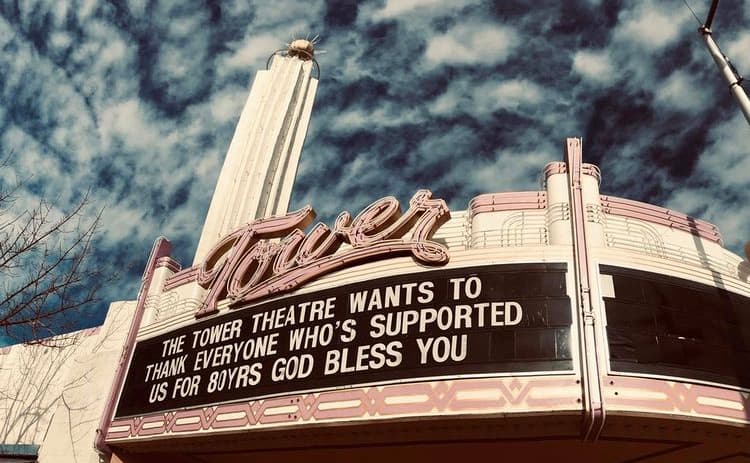 Tower
THE TOWER THEATRE WANTS TO
THANK EVERYONE WHO'S SUPPORTED
US FOR 80YRS GOD BLESS YOU